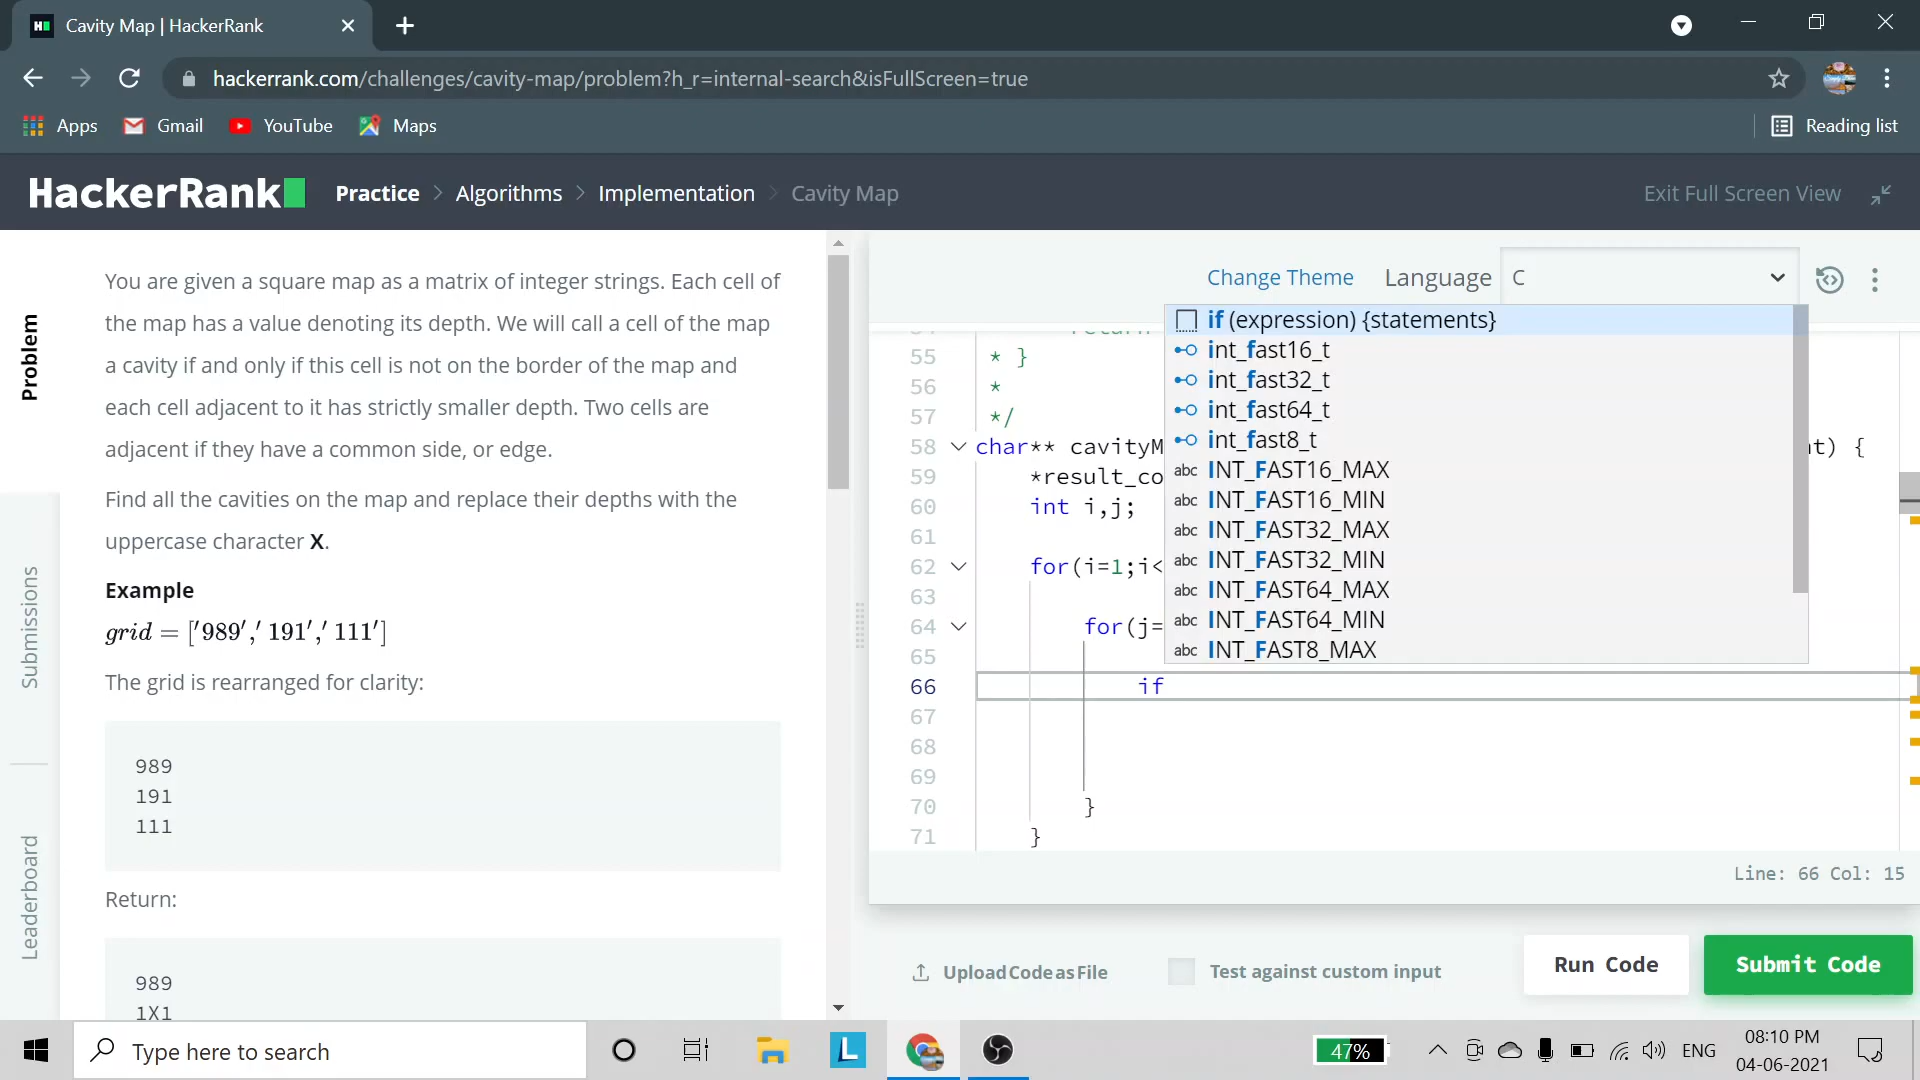 Cavity Map | HackerRank
hackerrank.com/challenges/cavity-map/problem?h_r=internal-search&isFullScreen=true
Apps
Gmail
YouTube
Maps
Reading list
HackerRank
Practice > Algorithms > Implementation > Cavity Map
Exit Full Screen View
Problem
Submissions
Leaderboard
You are given a square map as a matrix of integer strings. Each cell of
the map has a value denoting its depth. We will call a cell of the map
a cavity if and only if this cell is not on the border of the map and
each cell adjacent to it has strictly smaller depth. Two cells are
adjacent if they have a common side, or edge.
Find all the cavities on the map and replace their depths with the
uppercase character X.
Example
grid = ['989',' 191',' 111']
The grid is rearranged for clarity:
989
191
111
Return:
989
1X1
Change Theme
Language
C
55 * }
56 *
57 */
58 char** cavityM t) {
59 *result_co
60 int i,j;
61
62 for(i=1;i<
63
64 for(j=
65
66 if
67
68
69
70 }
71 }
if (expression) {statements}
int_fast16_t
int_fast32_t
int_fast64_t
int_fast8_t
abc INT_FAST16_MAX
abc INT_FAST16_MIN
abc INT_FAST32_MAX
abc INT_FAST32_MIN
abc INT_FAST64_MAX
abc INT_FAST64_MIN
abc INT_FAST8_MAX
Line: 66 Col: 15
Upload Code as File
Test against custom input
Run Code
Submit Code
Type here to search
L
47%
ENG
08:10 PM
04-06-2021